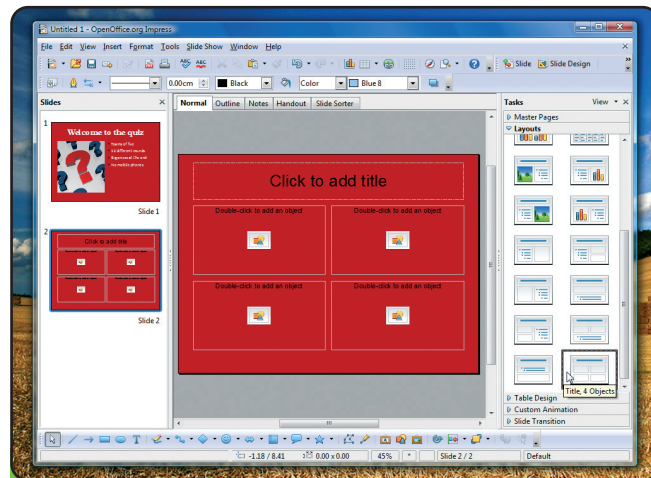 Untitled 1 - OpenOffice.org Impress
File Edit View Insert Format Tools Slide Show Window Help
Slide Slide Design
0.00cm Black Color Blue 8
Slides
Normal Outline Notes Handout Slide Sorter
Tasks View
1
Welcome to the quiz
Slide 1
2
Click to add title
Slide 2
Click to add title
Double-click to add an object Double-click to add an object
Double-click to add an object Double-click to add an object
Master Pages
Layouts
Title, 4 Objects
Table Design
Custom Animation
Slide Transition
-1.18 / 8.41 0.00 x 0.00 45% * Slide 2 / 2 Default